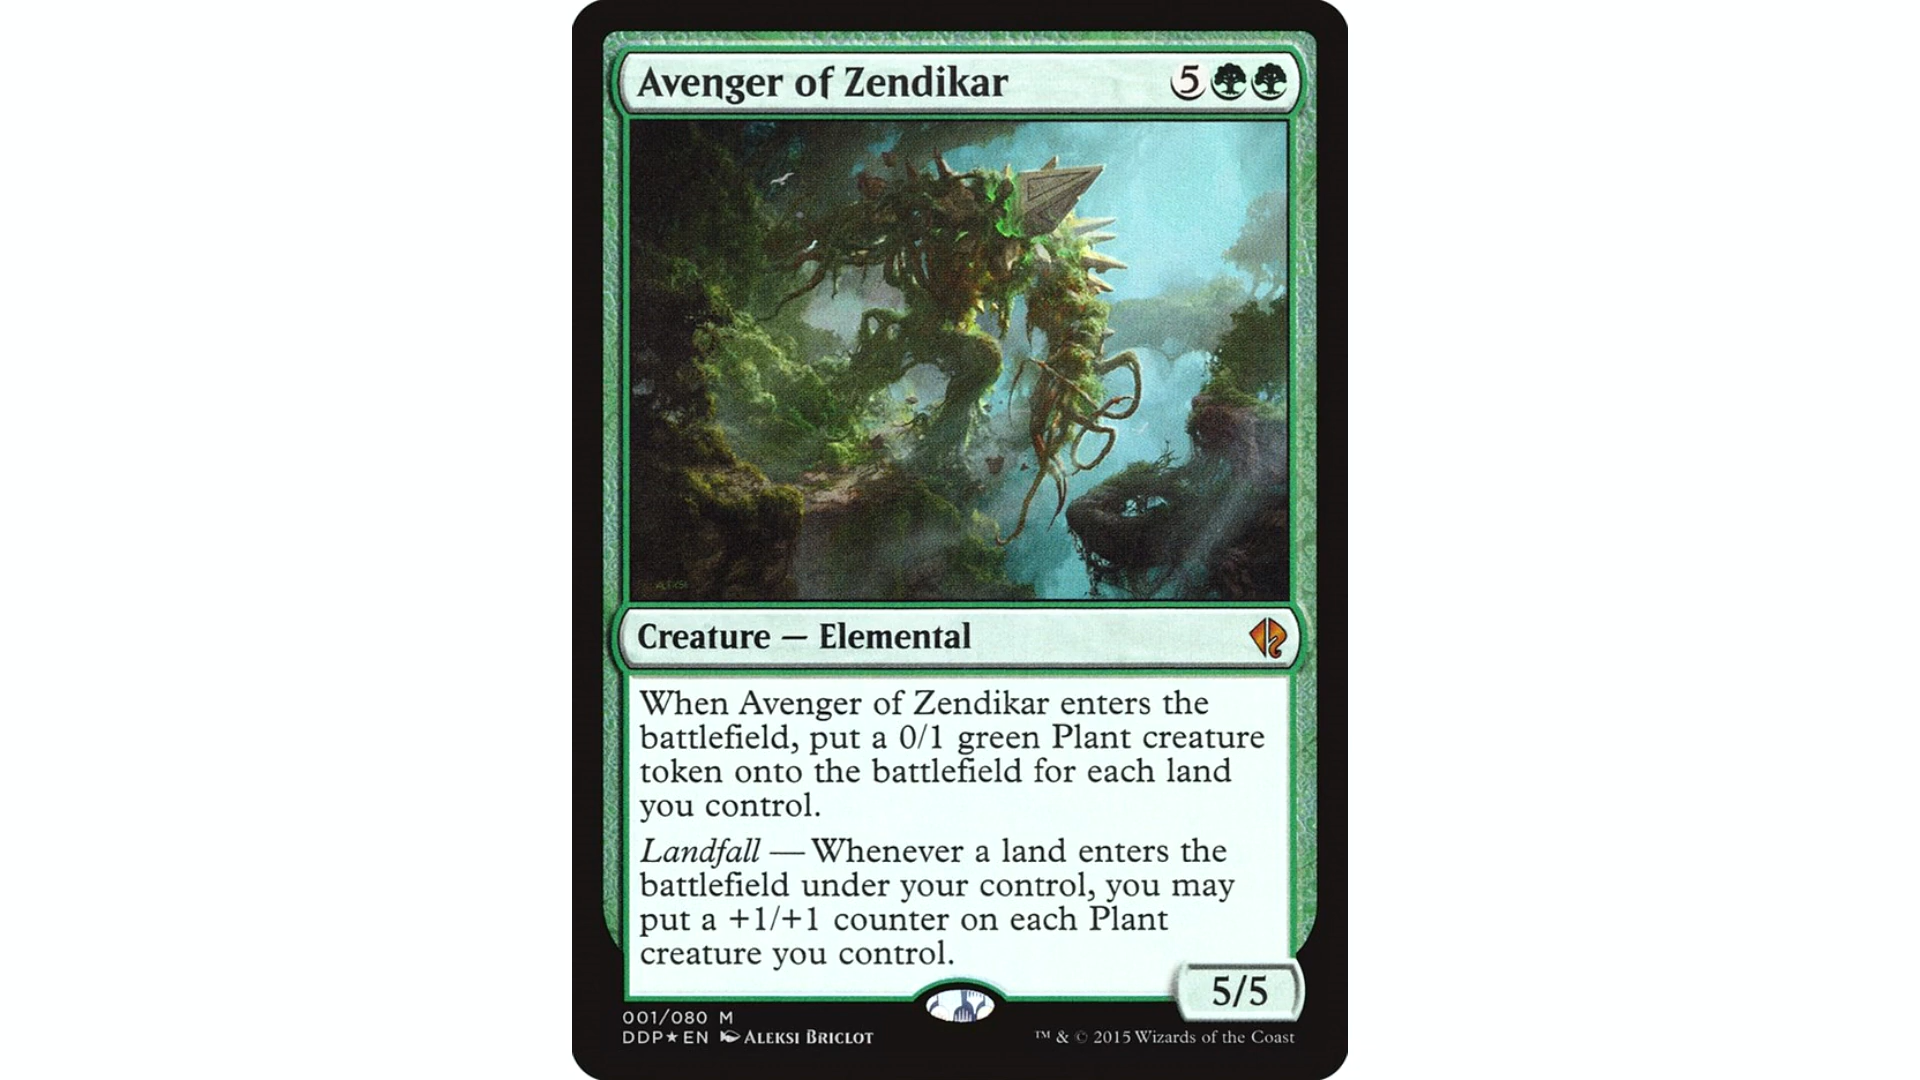 Avenger of Zendikar 5
ALEKSI
Creature — Elemental
When Avenger of Zendikar enters the
battlefield, put a 0/1 green Plant creature
token onto the battlefield for each land
you control.
Landfall — Whenever a land enters the
battlefield under your control, you may
put a +1/+1 counter on each Plant
creature you control.
5/5
001/080 M
DDP★EN ALEKSI BRICLOT
™ & © 2015 Wizards of the Coast